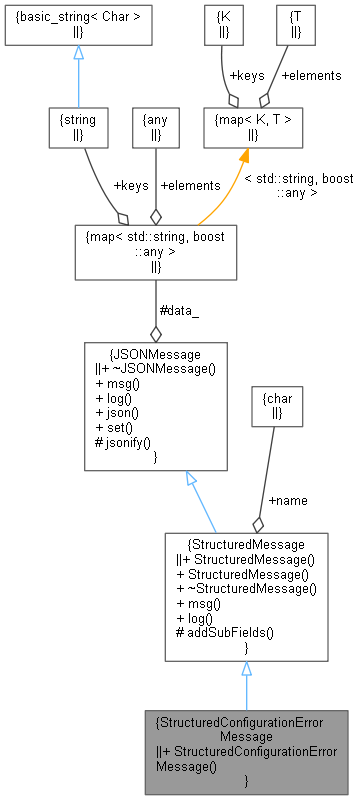 {basic_string< Char >
||}
{K
||}
{T
||}
+keys
+elements
{string
||}
{any
||}
{map< K, T >
||}
+keys
+elements
< std::string, boost
::any >
{map< std::string, boost
::any >
||}
#data_
{JSONMessage
||+ ~JSONMessage()
+ msg()
+ log()
+ json()
+ set()
# jsonify()
}
{char
||}
+name
{StructuredMessage
||+ StructuredMessage()
+ StructuredMessage()
+ ~StructuredMessage()
+ msg()
+ log()
# addSubFields()
}
{StructuredConfigurationError
Message
||+ StructuredConfigurationError
Message()
}